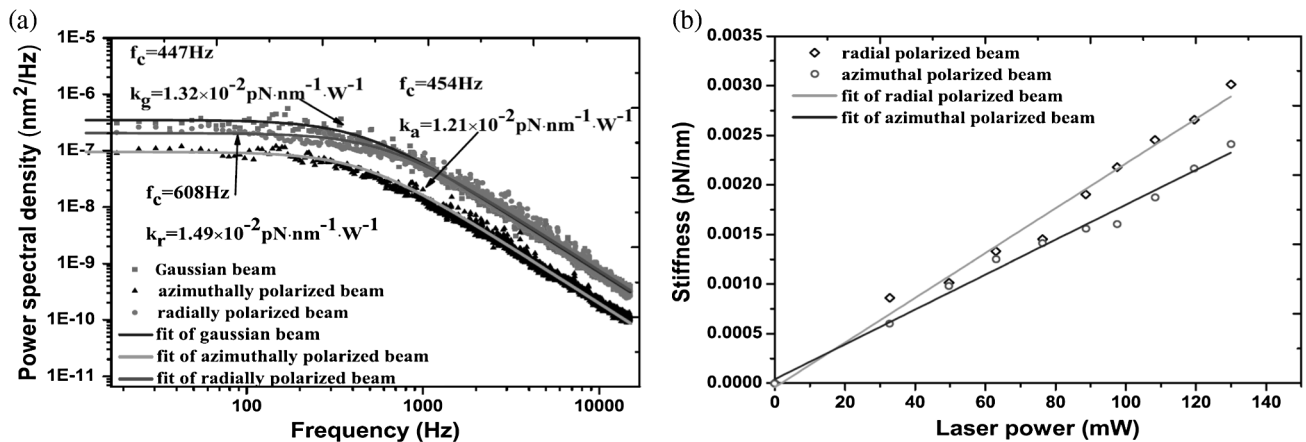 (a)
Power spectral density (nm²/Hz)
1E-5
1E-6
1E-7
1E-8
1E-9
1E-10
1E-11
f_c=447Hz
k_g=1.32×10⁻²pN·nm⁻¹·W⁻¹
f_c=454Hz
k_a=1.21×10⁻²pN·nm⁻¹·W⁻¹
f_c=608Hz
k_r=1.49×10⁻²pN·nm⁻¹·W⁻¹
Gaussian beam
azimuthally polarized beam
radially polarized beam
fit of gaussian beam
fit of azimuthally polarized beam
fit of radially polarized beam
100 1000 10000
Frequency (Hz)
(b)
Stiffness (pN/nm)
0.0035
0.0030
0.0025
0.0020
0.0015
0.0010
0.0005
0.0000
radial polarized beam
azimuthal polarized beam
fit of radial polarized beam
fit of azimuthal polarized beam
0 20 40 60 80 100 120 140
Laser power (mW)